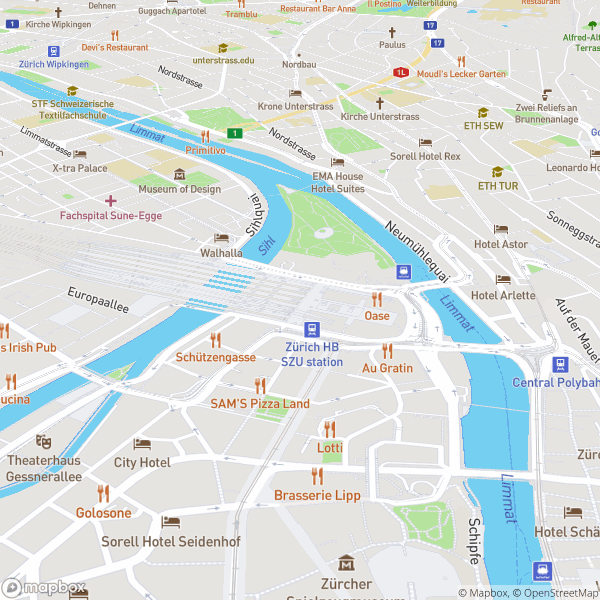 Dehnen
Guggach Apartotel
Tramblu
Restaurant Bar Anna
Il Postino
Weiterbildung
1
Kirche Wipkingen
17
Paulus
17
Devi's Restaurant
unterstrass.edu
Zürich Wipkingen
Nordbau
Nordstrasse
1L
Moudi's Lecker Garten
STF Schweizerische
Textilfachschule
Krone Unterstrass
Zwei Reliefs an
Brunnenanlage
Kirche Unterstrass
ETH SEW
Limmat
1
Nordstrasse
Limmatstrasse
Primitivo
Sorell Hotel Rex
X-tra Palace
EMA House
Hotel Suites
Leonardo Ho
Museum of Design
ETH TUR
Fachspital Sune-Egge
Sihlquai
Sonneggstra
Neumühlequai
Hotel Astor
Walhalla
Sihl
Hotel Arlette
Europaallee
Limmat
Oase
Auf der Mauer
s Irish Pub
Schützengasse
Zürich HB
SZU station
Au Gratin
Central Polybah
ucina
SAM'S Pizza Land
Lotti
Theaterhaus
Gessnerallee
City Hotel
Zür
Brasserie Lipp
Limmat
Golosone
Schipfe
Sorell Hotel Seidenhof
Hotel Schä
Zürcher
mapbox
© Mapbox, © OpenStreetMap